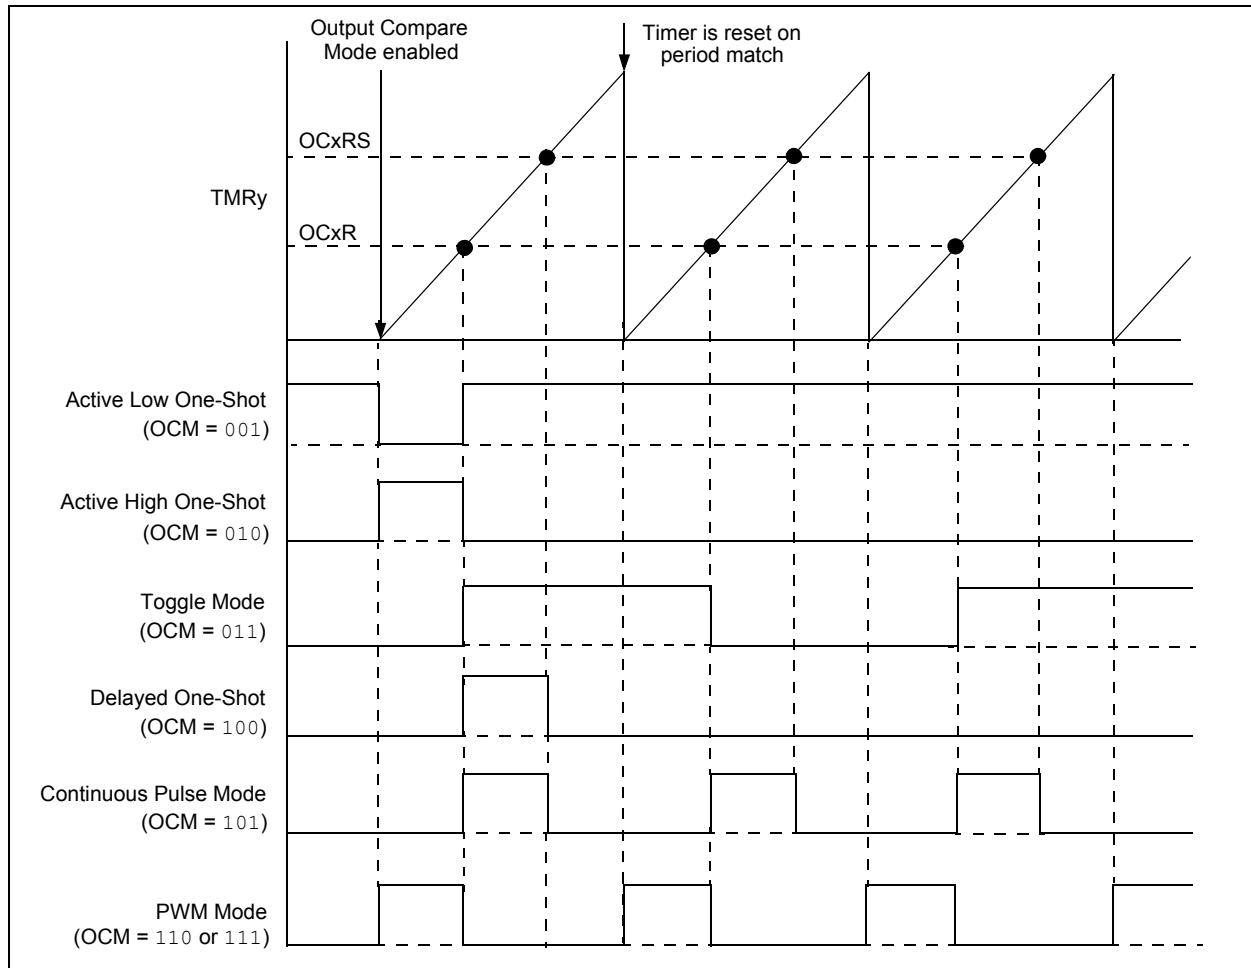 Output Compare
Mode enabled
Timer is reset on
period match
OCxRS
TMRy
OCxR
Active Low One-Shot
(OCM = 001)
Active High One-Shot
(OCM = 010)
Toggle Mode
(OCM = 011)
Delayed One-Shot
(OCM = 100)
Continuous Pulse Mode
(OCM = 101)
PWM Mode
(OCM = 110 or 111)